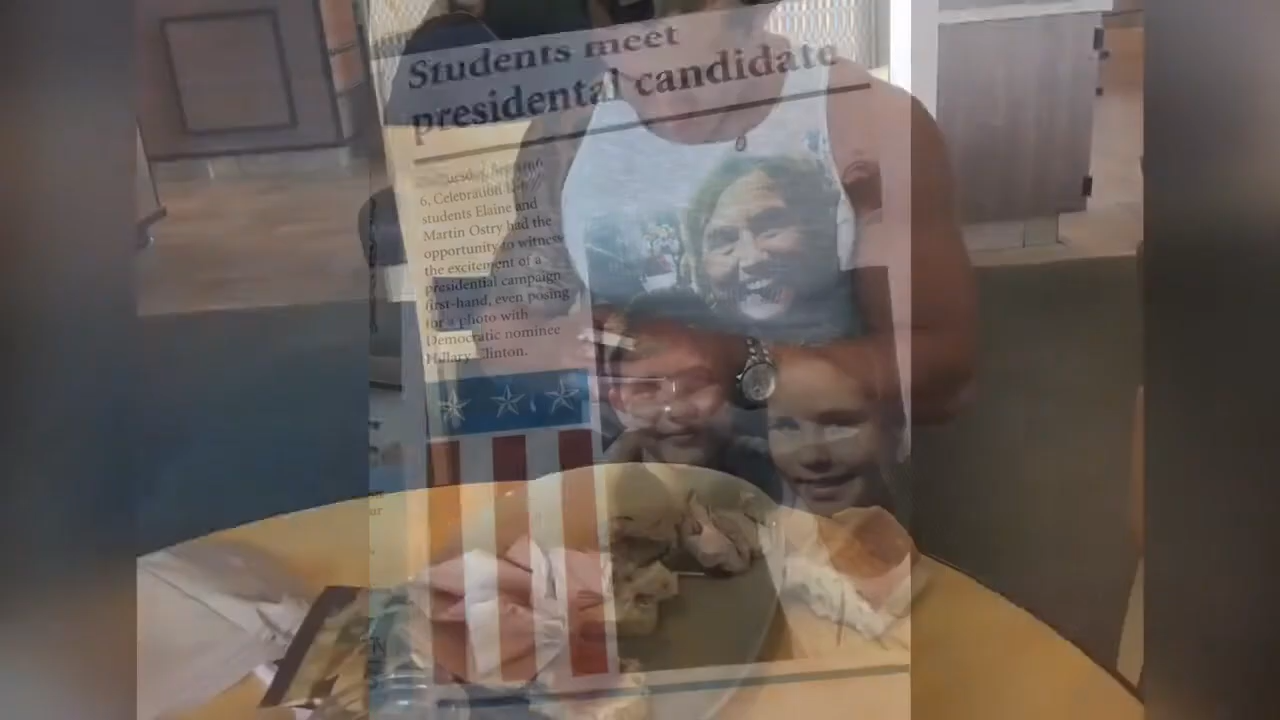 Students meet
presidental candidate
6, Celebration
students Elaine and
Martin Ostry had the
opportunity to witness
the excitement of a
presidential campaign
first-hand, even posing
for a photo with
Democratic nominee
Hillary Clinton.